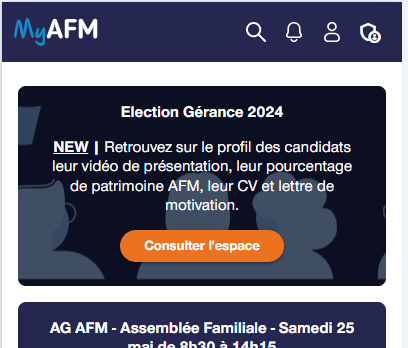 MyAFM
Election Gérance 2024
NEW | Retrouvez sur le profil des candidats
leur vidéo de présentation, leur pourcentage
de patrimoine AFM, leur CV et lettre de
motivation.
Consulter l'espace
AG AFM - Assemblée Familiale - Samedi 25
mai de 8h30 à 14h15